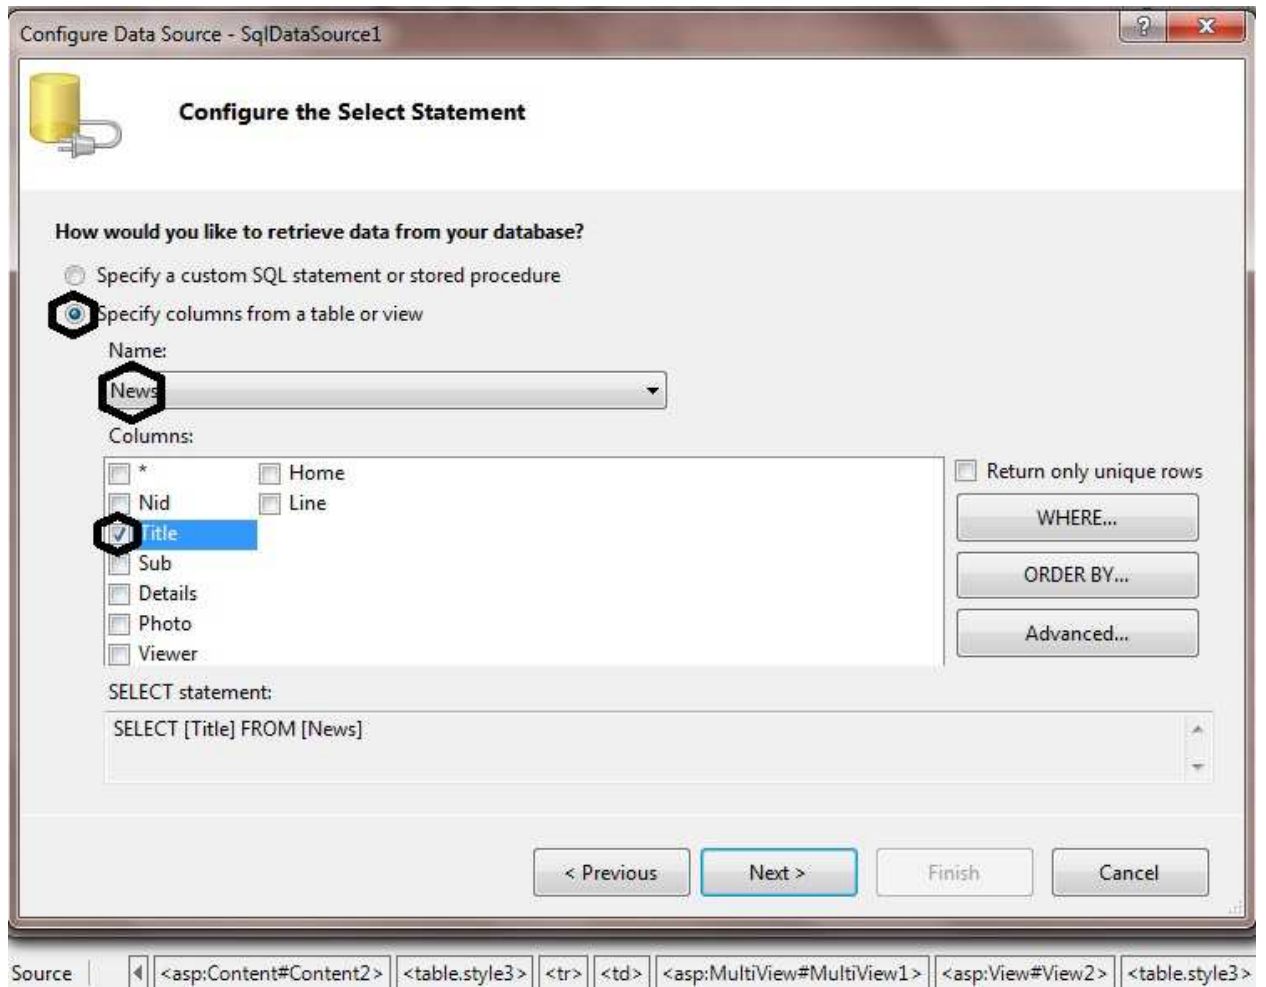 Configure Data Source - SqlDataSource1
?
Configure the Select Statement
How would you like to retrieve data from your database?
Specify a custom SQL statement or stored procedure
Specify columns from a table or view
Name:
News
Columns:
* Home
Nid Line
Title
Sub
Details
Photo
Viewer
Return only unique rows
WHERE...
ORDER BY...
Advanced...
SELECT statement:
SELECT [Title] FROM [News]
< Previous Next > Finish Cancel
Source <asp:Content#Content2> <table.style3> <tr> <td> <asp:MultiView#MultiView1> <asp:View#View2> <table.style3>